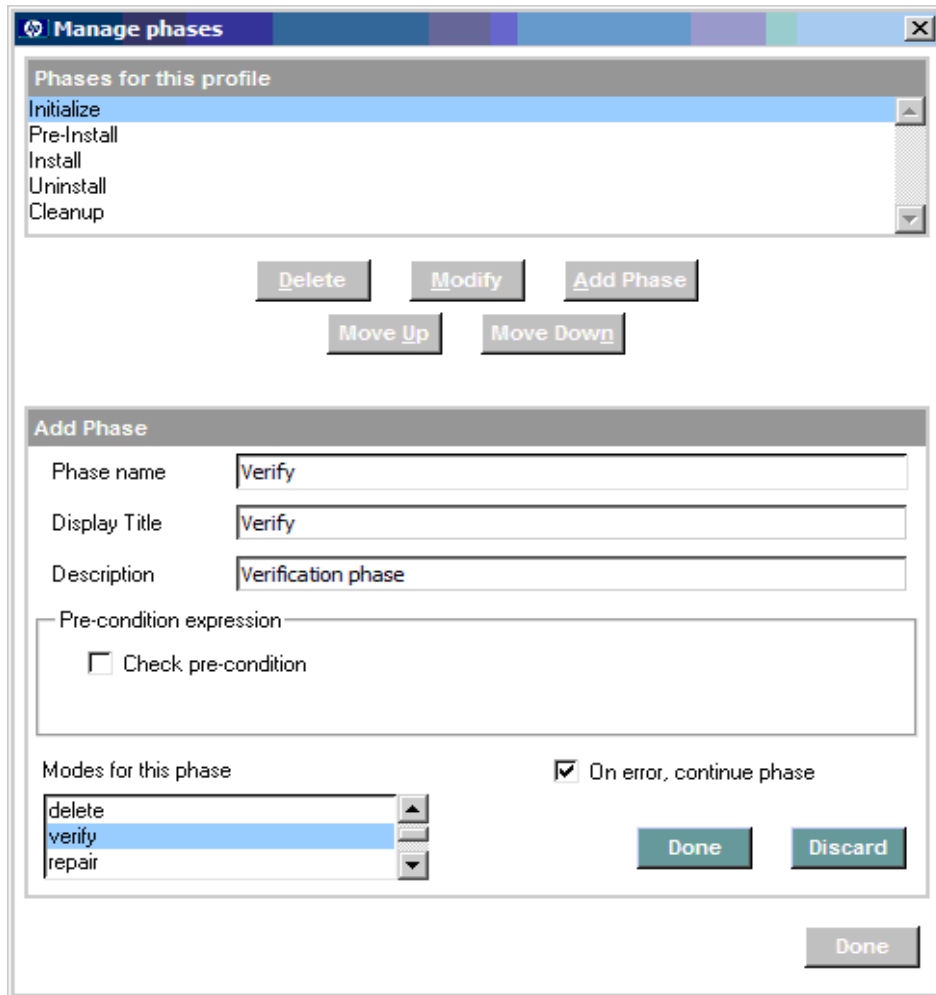 Manage phases
Phases for this profile
Initialize
Pre-Install
Install
Uninstall
Cleanup
Delete Modify Add Phase
Move Up Move Down
Add Phase
Phase name Verify
Display Title Verify
Description Verification phase
Pre-condition expression
Check pre-condition
Modes for this phase On error, continue phase
delete
verify
repair
Done Discard
Done